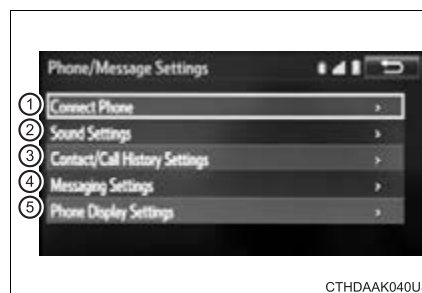 Phone/Message Settings
① Connect Phone
② Sound Settings
③ Contact/Call History Settings
④ Messaging Settings
⑤ Phone Display Settings
CTHDAAK040U